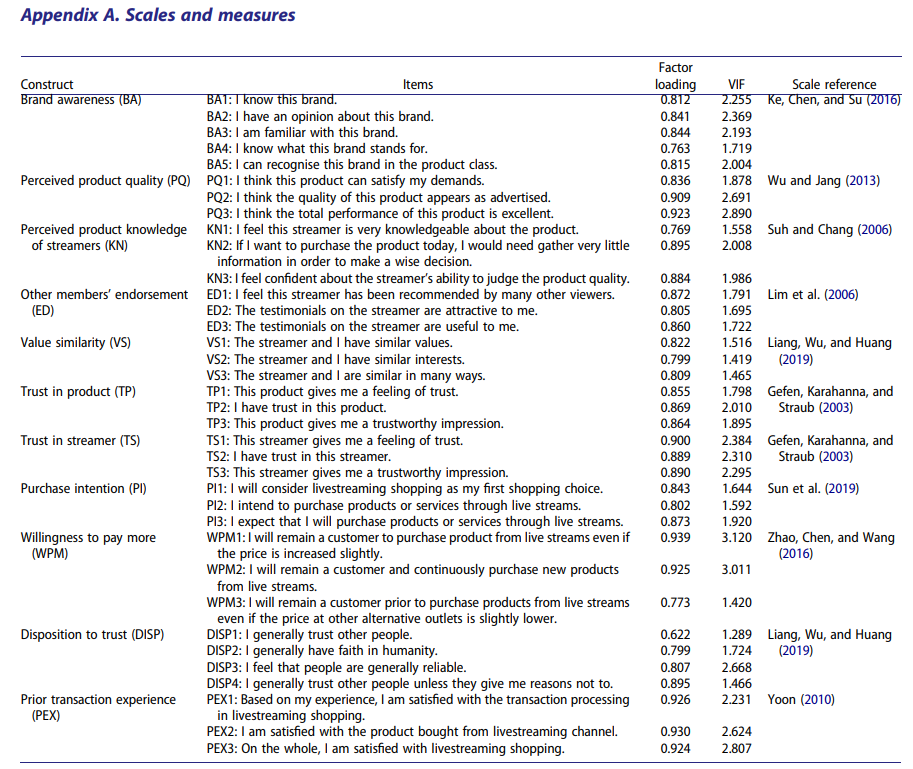 Appendix A. Scales and measures
Factor
Construct Items loading VIF Scale reference
Brand awareness (BA) BA1: I know this brand. 0.812 2.255 Ke, Chen, and Su (2016)
BA2: I have an opinion about this brand. 0.841 2.369
BA3: I am familiar with this brand. 0.844 2.193
BA4: I know what this brand stands for. 0.763 1.719
BA5: I can recognise this brand in the product class. 0.815 2.004
Perceived product quality (PQ) PQ1: I think this product can satisfy my demands. 0.836 1.878 Wu and Jang (2013)
PQ2: I think the quality of this product appears as advertised. 0.909 2.691
PQ3: I think the total performance of this product is excellent. 0.923 2.890
Perceived product knowledge KN1: I feel this streamer is very knowledgeable about the product. 0.769 1.558 Suh and Chang (2006)
of streamers (KN) KN2: If I want to purchase the product today, I would need gather very little 0.895 2.008
information in order to make a wise decision.
KN3: I feel confident about the streamer's ability to judge the product quality. 0.884 1.986
Other members' endorsement ED1: I feel this streamer has been recommended by many other viewers. 0.872 1.791 Lim et al. (2006)
(ED) ED2: The testimonials on the streamer are attractive to me. 0.805 1.695
ED3: The testimonials on the streamer are useful to me. 0.860 1.722
Value similarity (VS) VS1: The streamer and I have similar values. 0.822 1.516 Liang, Wu, and Huang
VS2: The streamer and I have similar interests. 0.799 1.419 (2019)
VS3: The streamer and I are similar in many ways. 0.809 1.465
Trust in product (TP) TP1: This product gives me a feeling of trust. 0.855 1.798 Gefen, Karahanna, and
TP2: I have trust in this product. 0.869 2.010 Straub (2003)
TP3: This product gives me a trustworthy impression. 0.864 1.895
Trust in streamer (TS) TS1: This streamer gives me a feeling of trust. 0.900 2.384 Gefen, Karahanna, and
TS2: I have trust in this streamer. 0.889 2.310 Straub (2003)
TS3: This streamer gives me a trustworthy impression. 0.890 2.295
Purchase intention (PI) PI1: I will consider livestreaming shopping as my first shopping choice. 0.843 1.644 Sun et al. (2019)
PI2: I intend to purchase products or services through live streams. 0.802 1.592
PI3: I expect that I will purchase products or services through live streams. 0.873 1.920
Willingness to pay more WPM1: I will remain a customer to purchase product from live streams even if 0.939 3.120 Zhao, Chen, and Wang
(WPM) the price is increased slightly. (2016)
WPM2: I will remain a customer and continuously purchase new products 0.925 3.011
from live streams.
WPM3: I will remain a customer prior to purchase products from live streams 0.773 1.420
even if the price at other alternative outlets is slightly lower.
Disposition to trust (DISP) DISP1: I generally trust other people. 0.622 1.289 Liang, Wu, and Huang
DISP2: I generally have faith in humanity. 0.799 1.724 (2019)
DISP3: I feel that people are generally reliable. 0.807 2.668
DISP4: I generally trust other people unless they give me reasons not to. 0.895 1.466
Prior transaction experience PEX1: Based on my experience, I am satisfied with the transaction processing 0.926 2.231 Yoon (2010)
(PEX) in livestreaming shopping.
PEX2: I am satisfied with the product bought from livestreaming channel. 0.930 2.624
PEX3: On the whole, I am satisfied with livestreaming shopping. 0.924 2.807